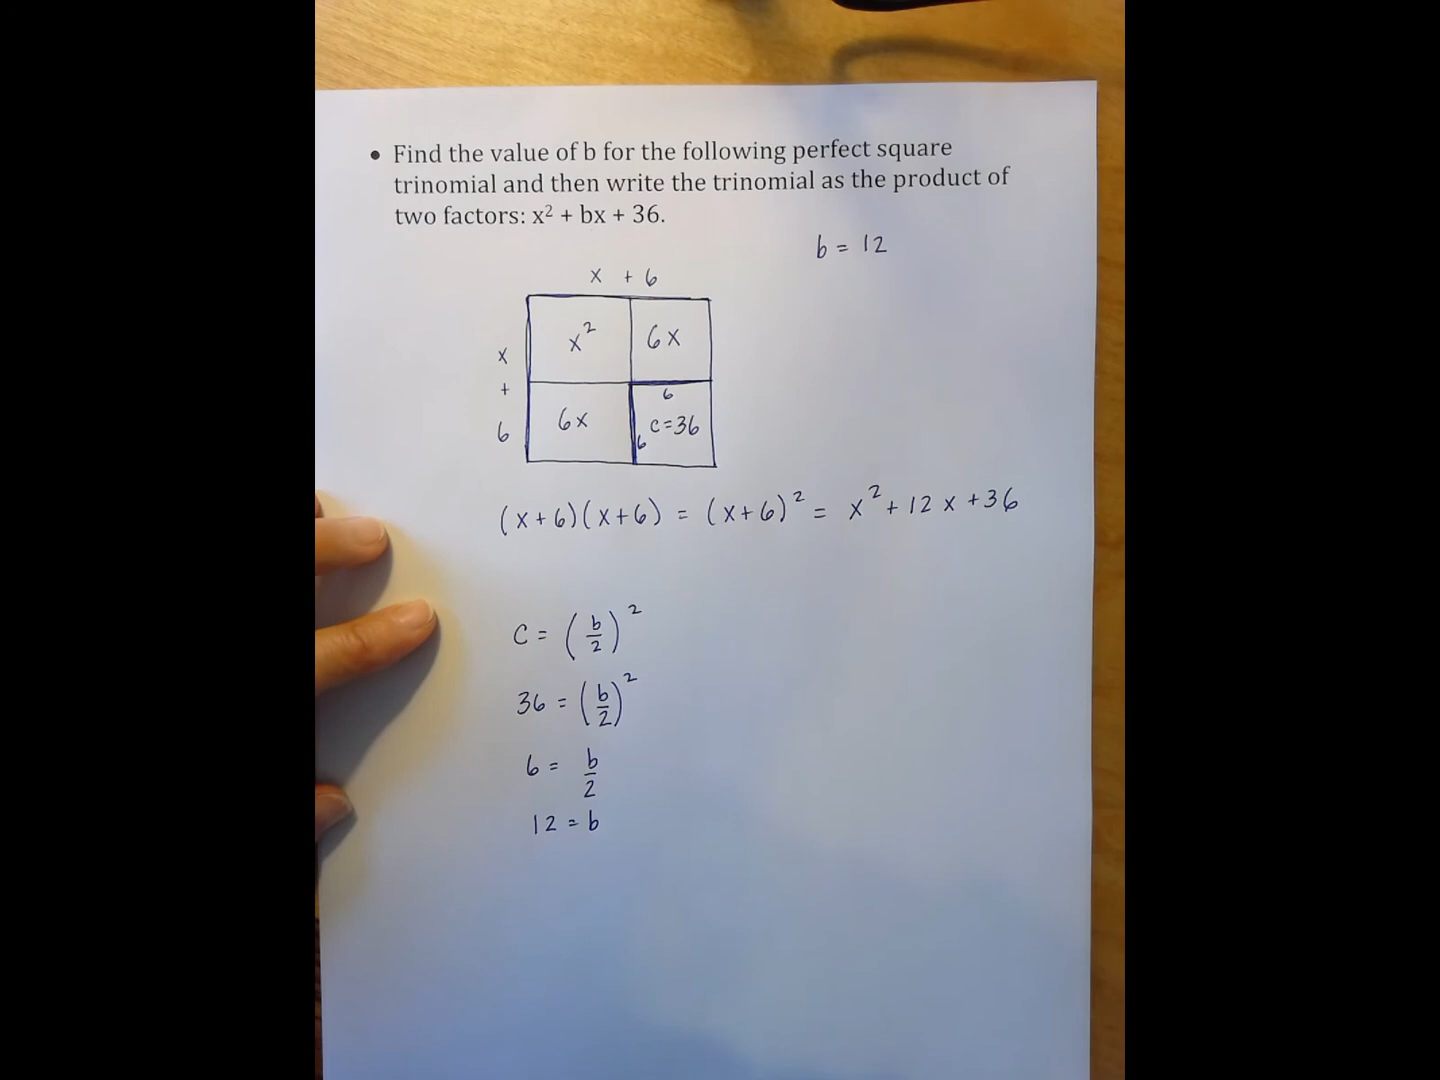 • Find the value of b for the following perfect square
trinomial and then write the trinomial as the product of
two factors: x² + bx + 36.
b = 12
x + 6
x² 6x
x
+
6
6x 6 6 c=36
(x+6)(x+6) = (x+6)² = x² + 12x + 36
C = (b/2)²
36 = (b/2)²
6 = b/2
12 = b